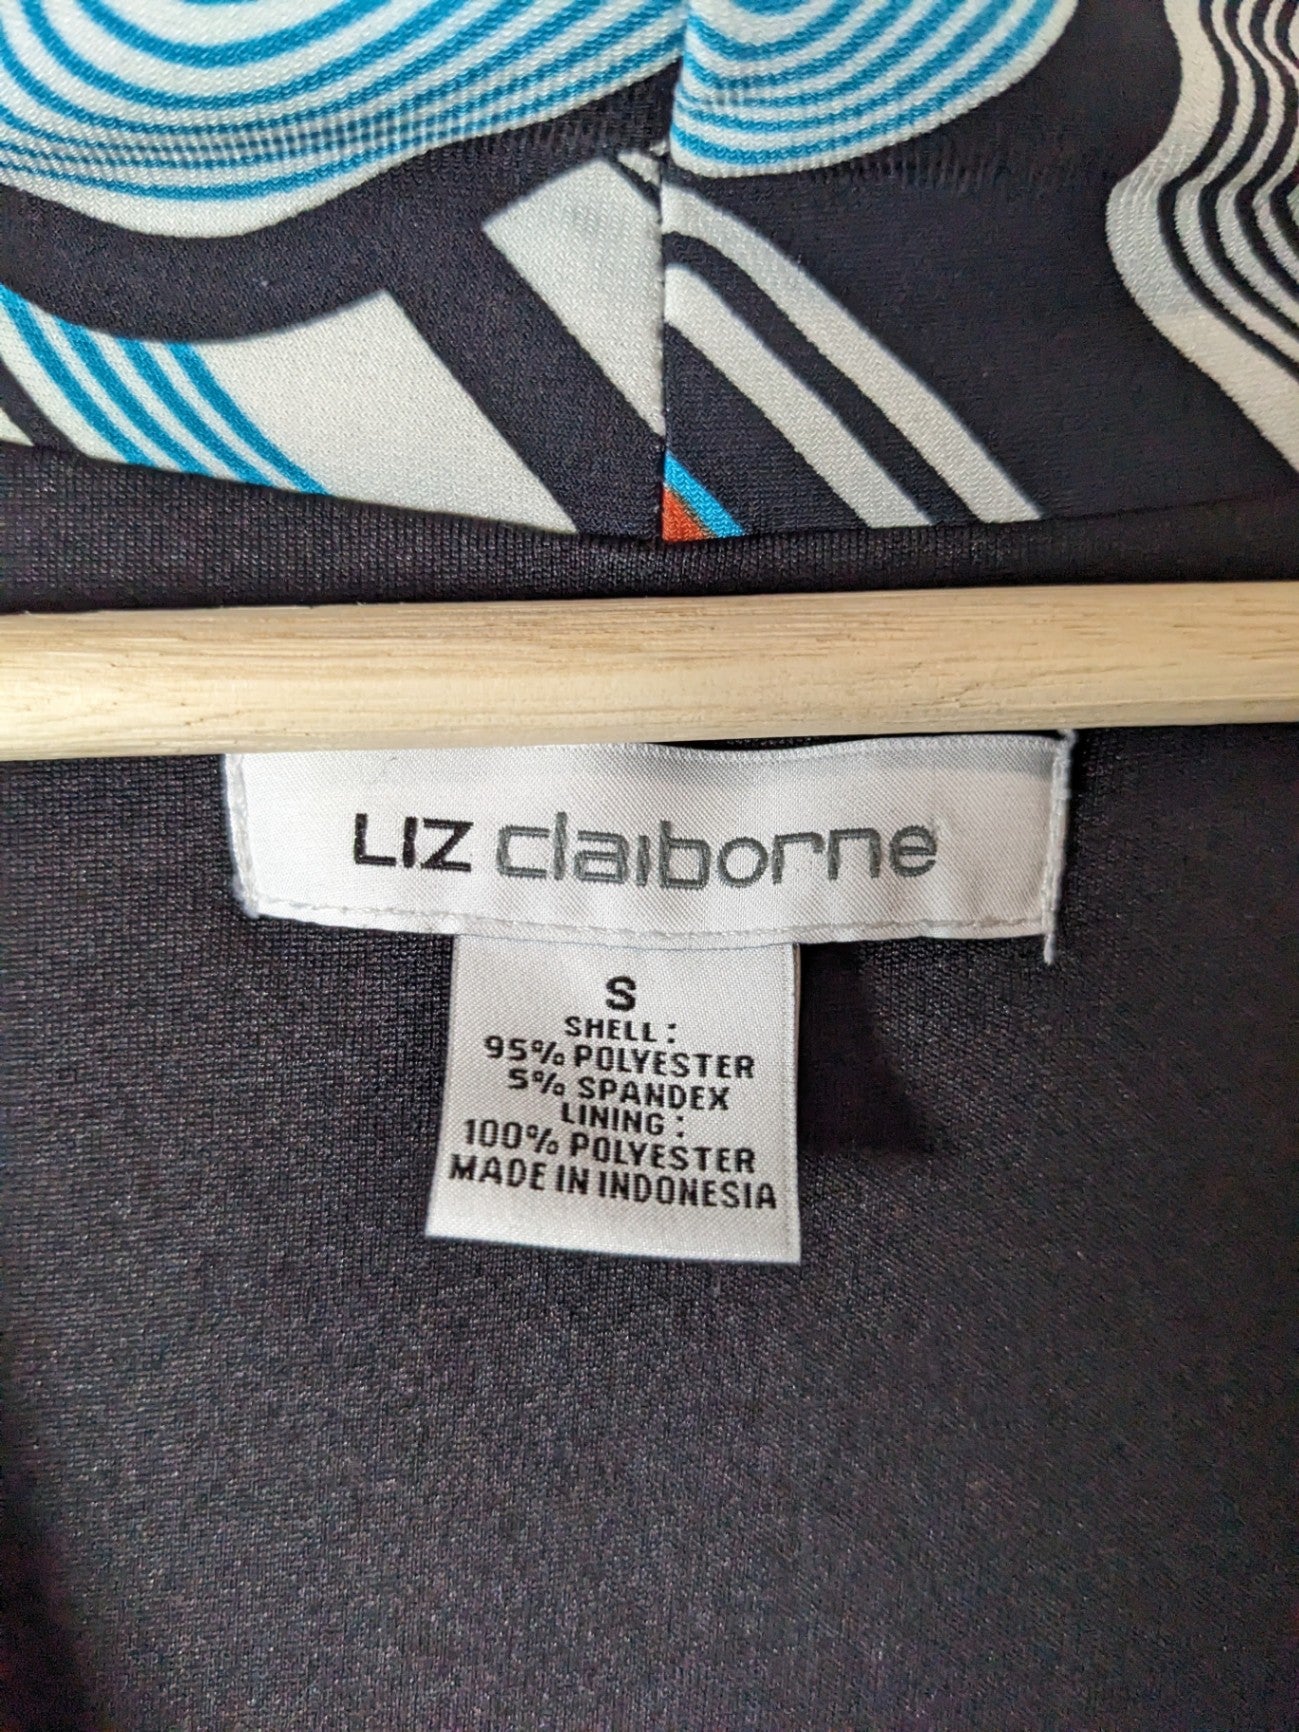 LIZ claiborne
S
SHELL:
95% POLYESTER
5% SPANDEX
LINING:
100% POLYESTER
MADE IN INDONESIA